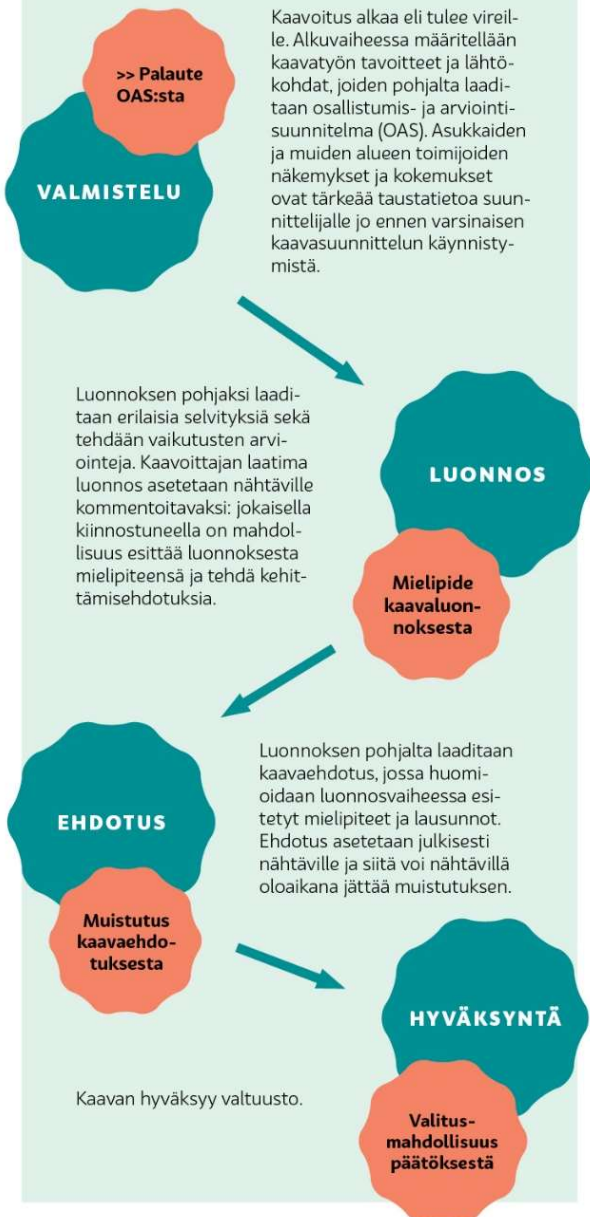 >> Palaute
OAS:sta
VALMISTELU
Kaavoitus alkaa eli tulee vireil-
le. Alkuvaiheessa määritellään
kaavatyön tavoitteet ja lähtö-
kohdat, joiden pohjalta laadi-
taan osallistumis- ja arviointi-
suunnitelma (OAS). Asukkaiden
ja muiden alueen toimijoiden
näkemykset ja kokemukset
ovat tärkeää taustatietoa suun-
nittelijalle jo ennen varsinaisen
kaavasuunnittelun käynnisty-
mistä.
Luonnoksen pohjaksi laadi-
taan erilaisia selvityksiä sekä
tehdään vaikutusten arvi-
ointeja. Kaavoittajan laatima
luonnos asetetaan nähtäville
kommentoitavaksi: jokaisella
kiinnostuneella on mahdol-
lisuus esittää luonnoksesta
mielipiteensä ja tehdä kehit-
tämisehdotuksia.
LUONNOS
Mielipide
kaavaluon-
noksesta
EHDOTUS
Muistutus
kaavaehdo-
tuksesta
Luonnoksen pohjalta laaditaan
kaavaehdotus, jossa huomi-
oidaan luonnosvaiheessa esi-
tetyt mielipiteet ja lausunnot.
Ehdotus asetetaan julkisesti
nähtäville ja siitä voi nähtävillä
oloaikana jättää muistutuksen.
HYVÄKSYNTÄ
Kaavan hyväksyy valtuusto.
Valitus-
mahdollisuus
päätöksestä